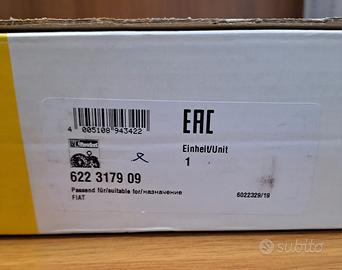 4 005108 943422
EAC
Einheit/Unit
1
622 3179 09
Passend für/suitable for/назначение
FIAT
6022329/19
subito